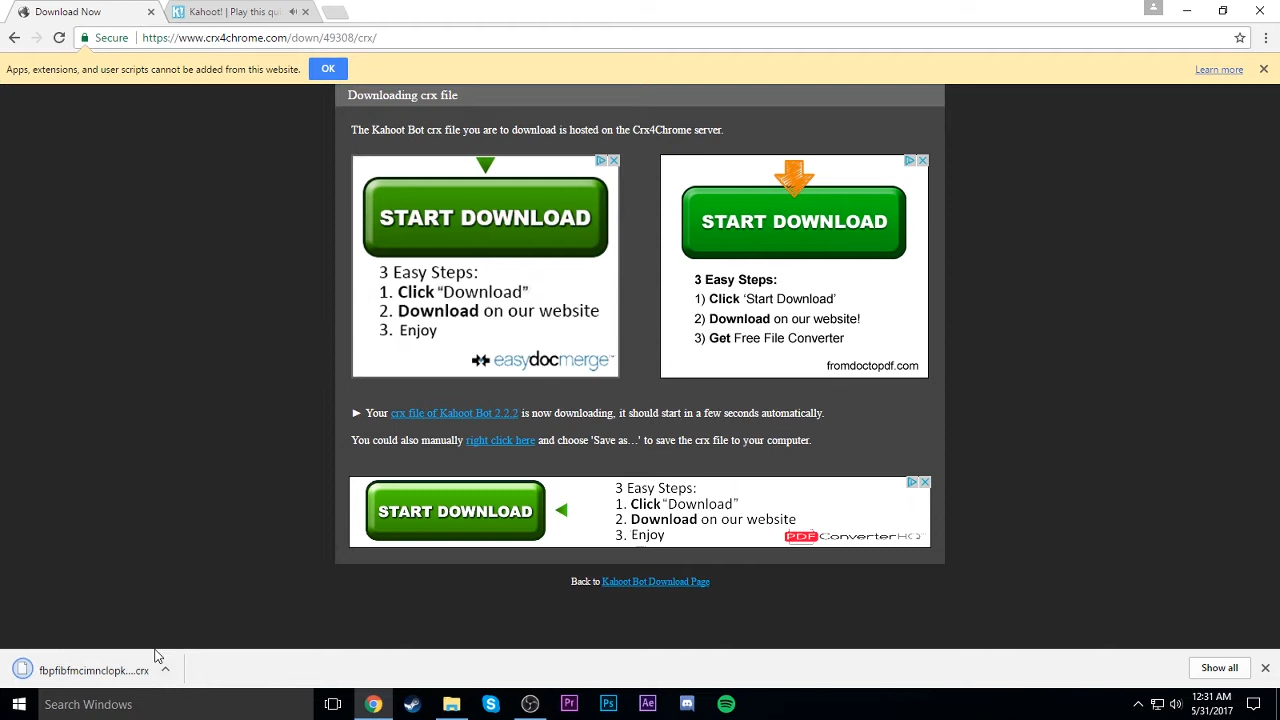 Download Now
Kahoot! | Play this qui
Secure https://www.crx4chrome.com/down/49308/crx/
Apps, extensions, and user scripts cannot be added from this website. OK Learn more
Downloading crx file
The Kahoot Bot crx file you are to download is hosted on the Crx4Chrome server.
START DOWNLOAD
3 Easy Steps:
1. Click “Download”
2. Download on our website
3. Enjoy
easydocmerge™
START DOWNLOAD
3 Easy Steps:
1) Click ‘Start Download’
2) Download on our website!
3) Get Free File Converter
fromdoctopdf.com
► Your crx file of Kahoot Bot 2.2.2 is now downloading, it should start in a few seconds automatically.
You could also manually right click here and choose 'Save as…' to save the crx file to your computer.
START DOWNLOAD
3 Easy Steps:
1. Click “Download”
2. Download on our website
3. Enjoy
PDFConverterHQ
Back to Kahoot Bot Download Page
fbpfibfmcimnclopk....crx
Show all
Search Windows
Pr
Ps
Ae
12:31 AM
5/31/2017